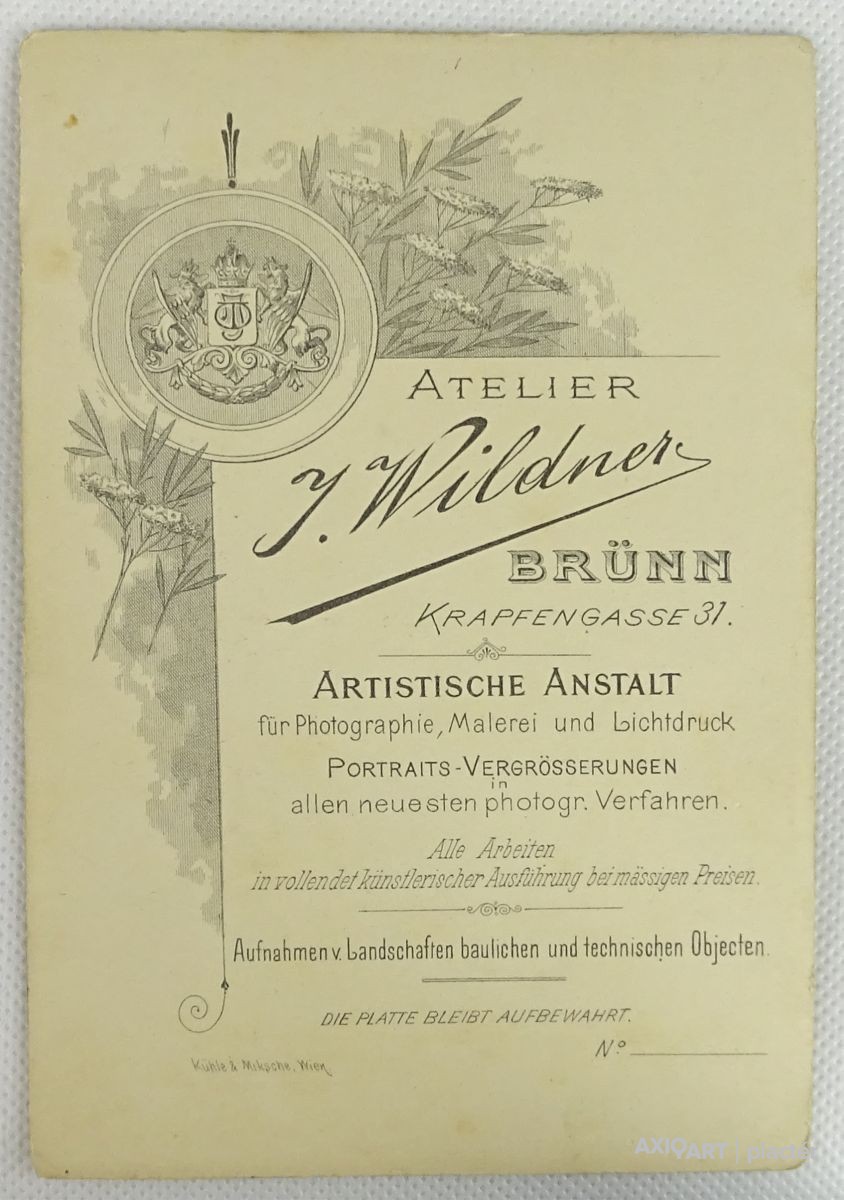 ATELIER
J. Wildner
BRÜNN
KRAPFENGASSE 31.
ARTISTISCHE ANSTALT
für Photographie, Malerei und Lichtdruck
PORTRAITS-VERGRÖSSERUNGEN
in
allen neuesten photogr. Verfahren.
Alle Arbeiten
in vollendet künstlerischer Ausführung bei mässigen Preisen.
Aufnahmen v. Landschaften baulichen und technischen Objecten.
DIE PLATTE BLEIBT AUFBEWAHRT.
No
Kühle & Miksche, Wien
AXIOART